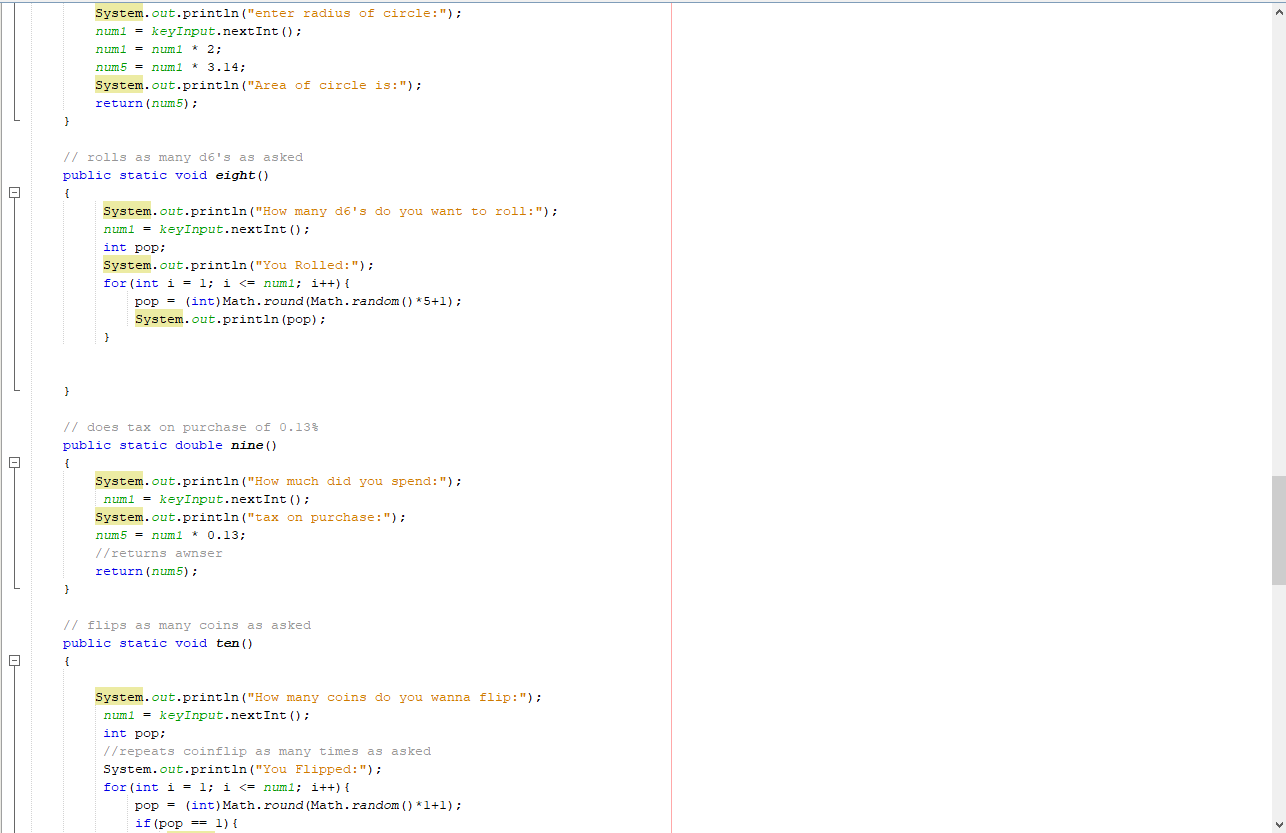 System.out.println("enter radius of circle:");
num1 = keyInput.nextInt();
num1 = num1 * 2;
num5 = num1 * 3.14;
System.out.println("Area of circle is:");
return(num5);
}
// rolls as many d6's as asked
public static void eight()
{
System.out.println("How many d6's do you want to roll:");
num1 = keyInput.nextInt();
int pop;
System.out.println("You Rolled:");
for(int i = 1; i <= num1; i++){
pop = (int)Math.round(Math.random()*5+1);
System.out.println(pop);
}
}
// does tax on purchase of 0.13%
public static double nine()
{
System.out.println("How much did you spend:");
num1 = keyInput.nextInt();
System.out.println("tax on purchase:");
num5 = num1 * 0.13;
//returns awnser
return(num5);
}
// flips as many coins as asked
public static void ten()
{
System.out.println("How many coins do you wanna flip:");
num1 = keyInput.nextInt();
int pop;
//repeats coinflip as many times as asked
System.out.println("You Flipped:");
for(int i = 1; i <= num1; i++){
pop = (int)Math.round(Math.random()*1+1);
if(pop == 1){